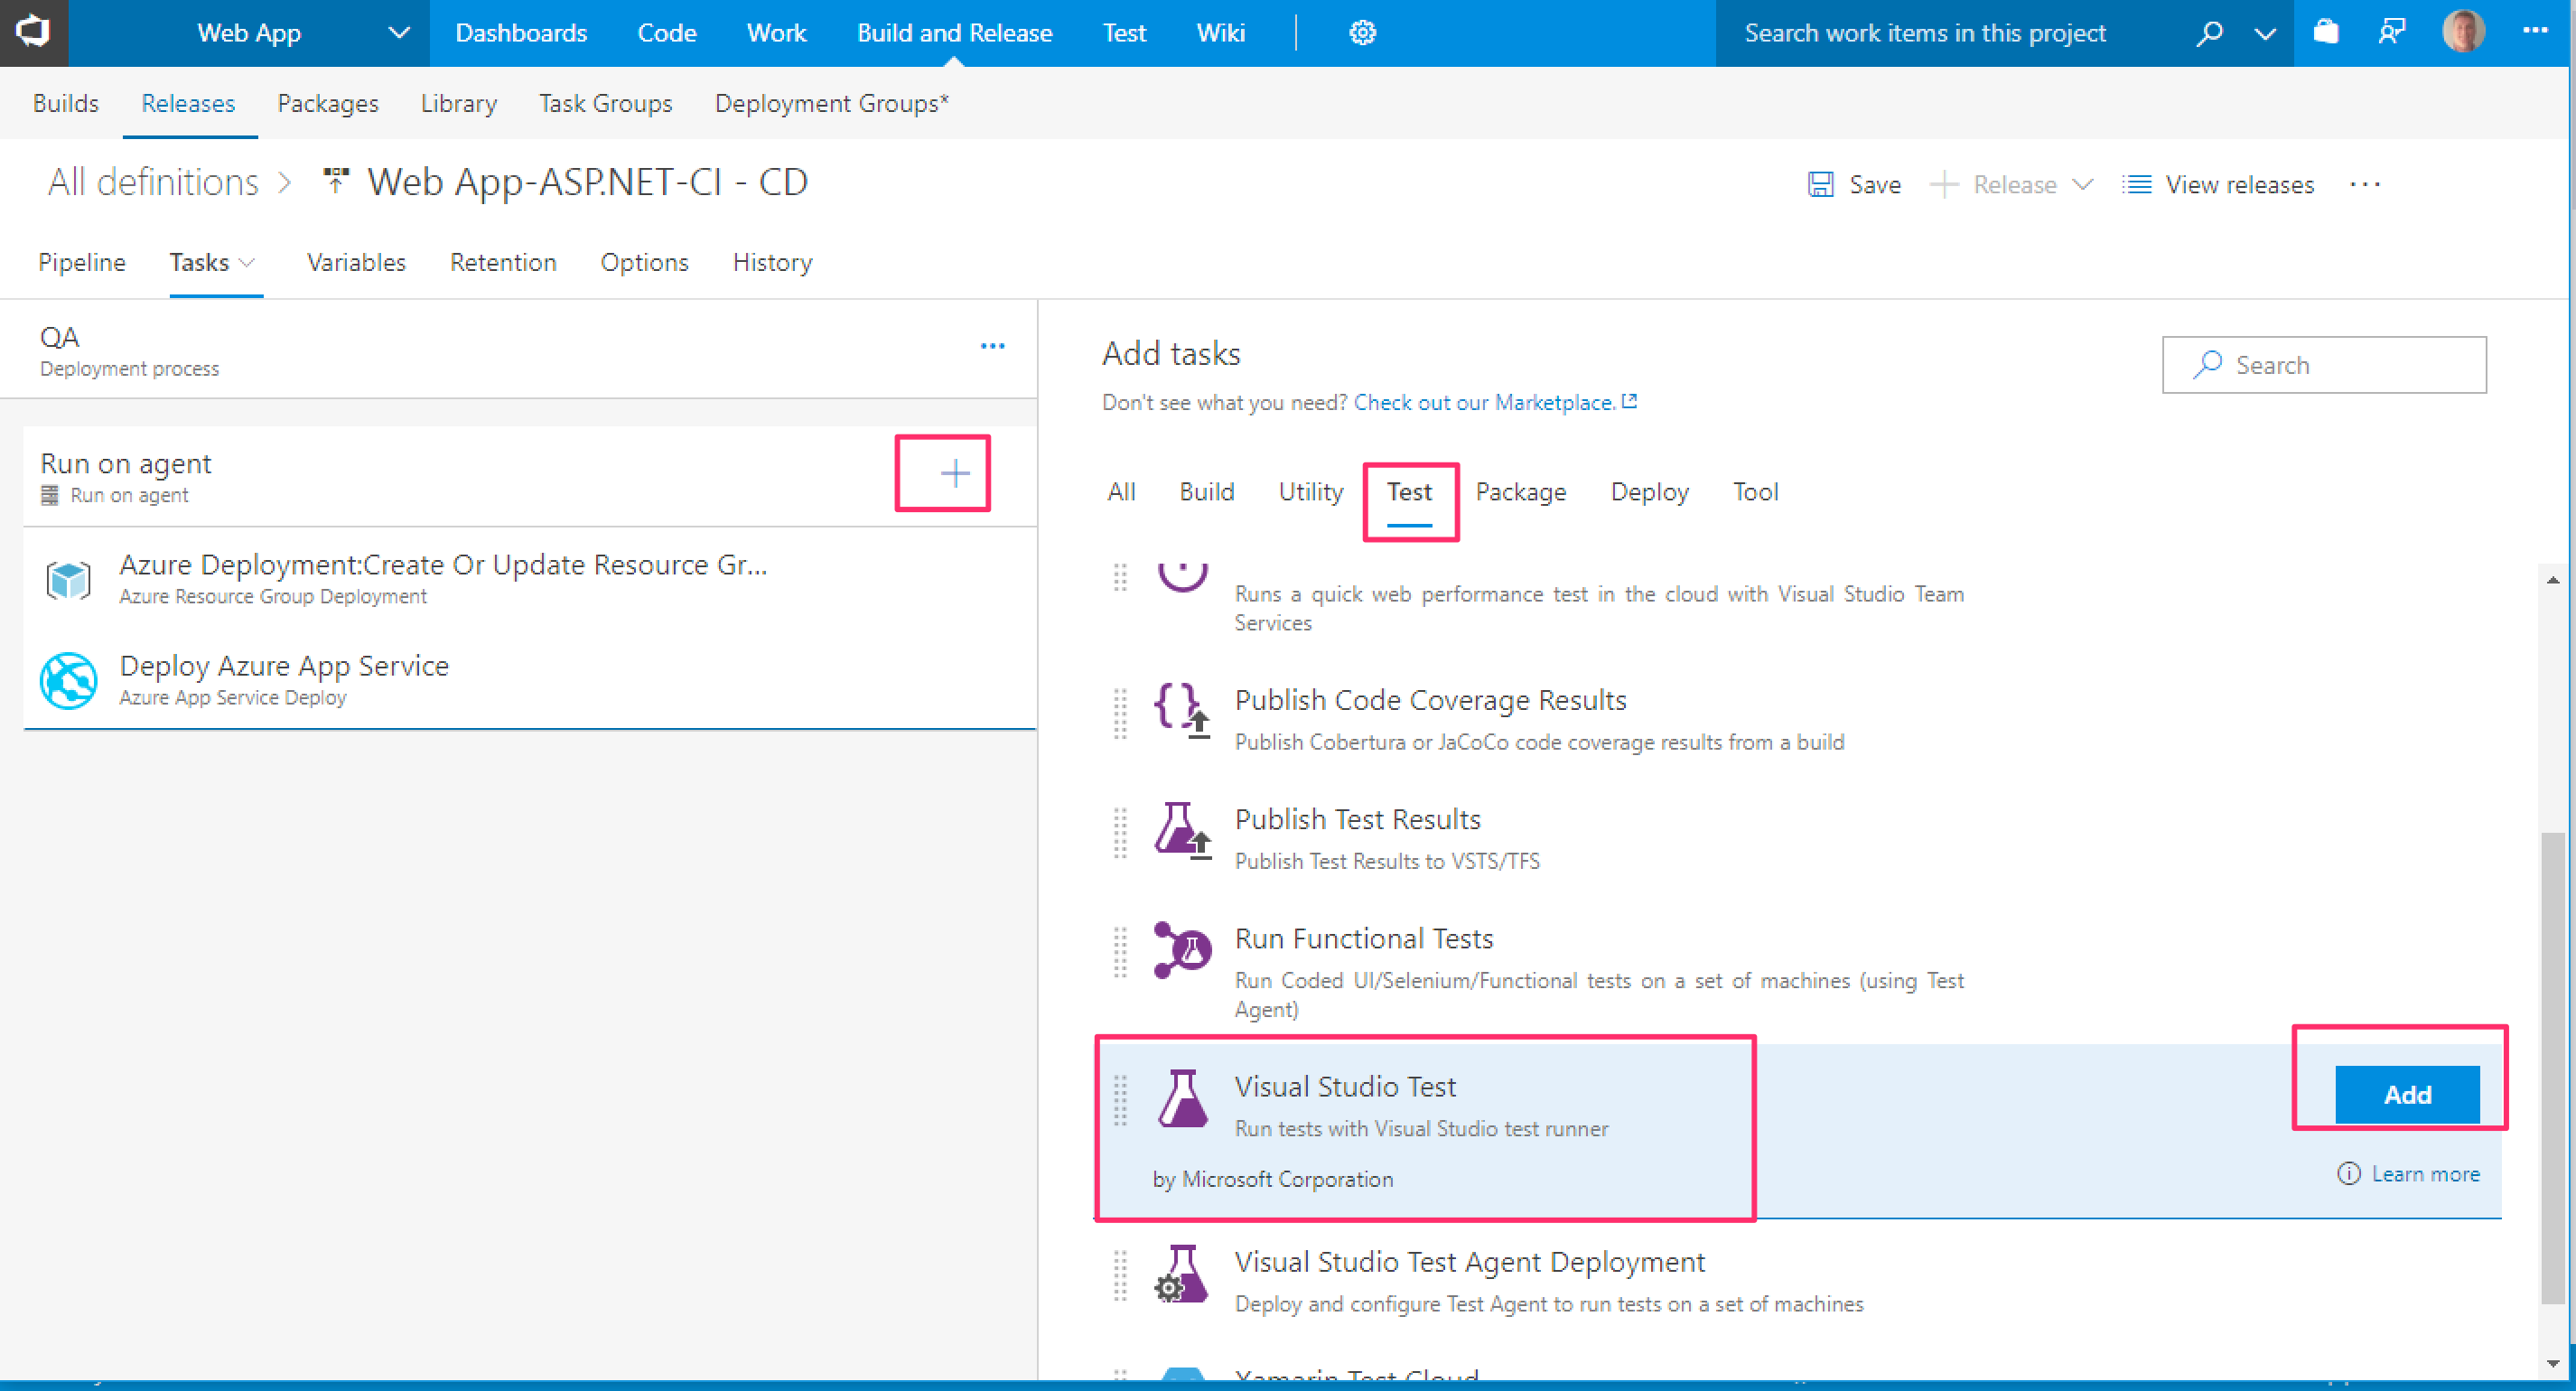 Web App
Dashboards
Code
Work
Build and Release
Test
Wiki
Search work items in this project
Builds
Releases
Packages
Library
Task Groups
Deployment Groups*
All definitions > Web App-ASP.NET-CI - CD
Save
Release
View releases
Pipeline
Tasks
Variables
Retention
Options
History
QA
Deployment process
Run on agent
Run on agent
Azure Deployment:Create Or Update Resource Gr...
Azure Resource Group Deployment
Deploy Azure App Service
Azure App Service Deploy
Add tasks
Search
Don't see what you need? Check out our Marketplace.
All
Build
Utility
Test
Package
Deploy
Tool
Runs a quick web performance test in the cloud with Visual Studio Team
Services
Publish Code Coverage Results
Publish Cobertura or JaCoCo code coverage results from a build
Publish Test Results
Publish Test Results to VSTS/TFS
Run Functional Tests
Run Coded UI/Selenium/Functional tests on a set of machines (using Test
Agent)
Visual Studio Test
Run tests with Visual Studio test runner
by Microsoft Corporation
Add
Learn more
Visual Studio Test Agent Deployment
Deploy and configure Test Agent to run tests on a set of machines
Xamarin Test Cloud